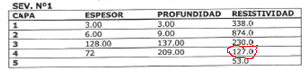 SEV. Nº1
CAPA ESPESOR PROFUNDIDAD RESISTIVIDAD
1 3.00 3.00 338.0
2 6.00 9.00 874.0
3 128.00 137.00 230.0
4 72 209.00 127.0
5 53.0